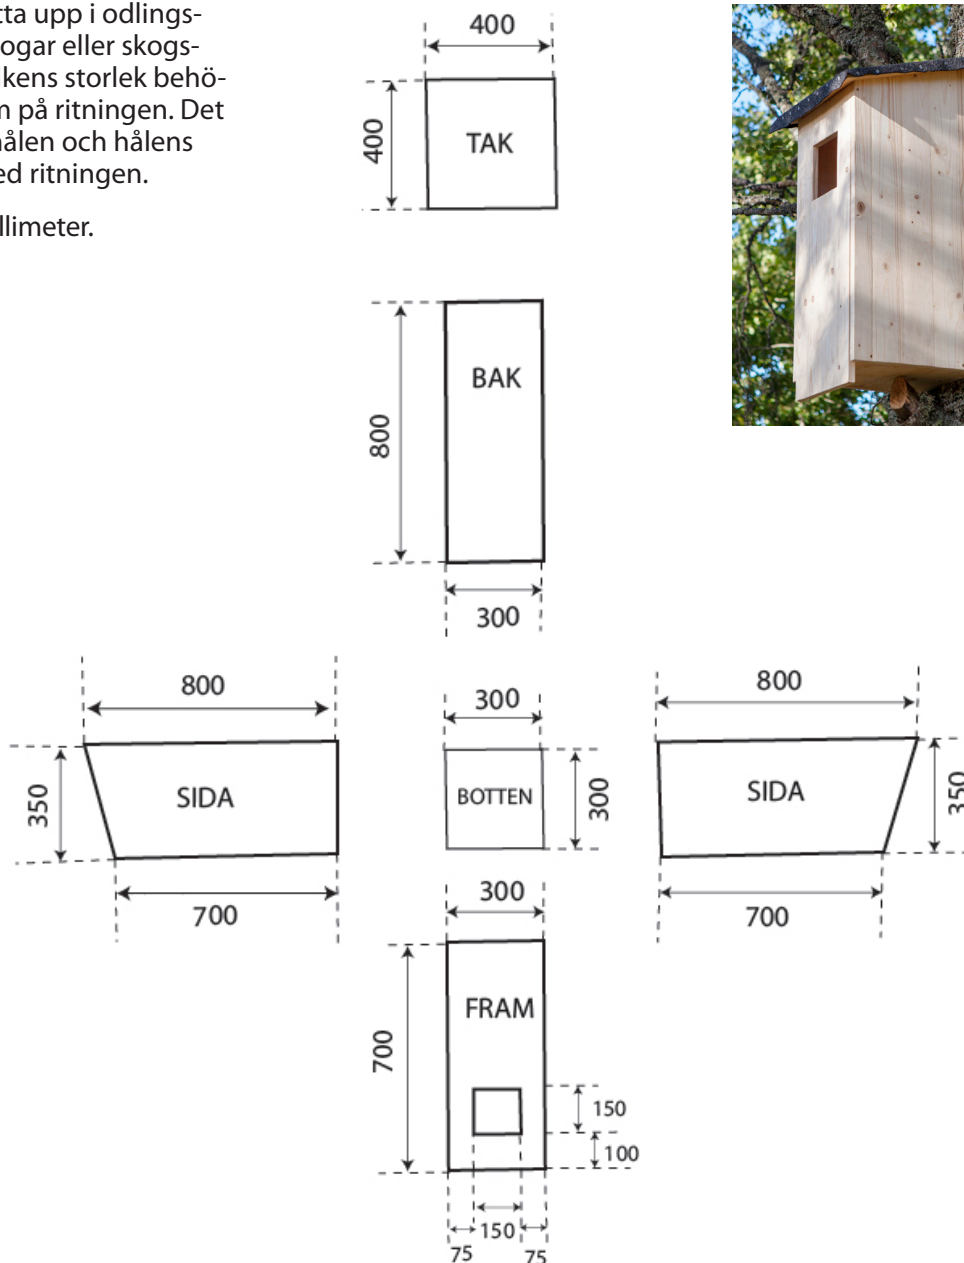 tta upp i odlings-
ogar eller skogs-
lkens storlek behö-
m på ritningen. Det
hålen och hålens
ed ritningen.
llimeter.
400
400
TAK
BAK
800
300
800
350
SIDA
700
300
BOTTEN
300
800
SIDA
350
700
300
FRAM
700
150
100
150
75
75